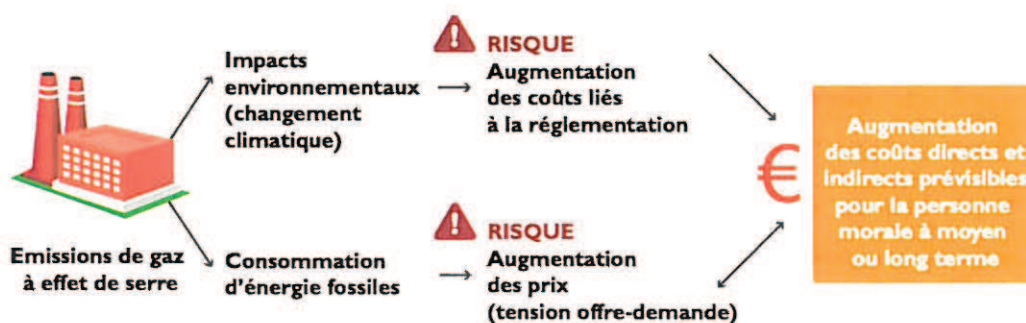 Emissions de gaz
à effet de serre
Impacts
environnementaux
(changement
climatique)
RISQUE
Augmentation
des coûts liés
à la réglementation
Consommation
d'énergie fossiles
RISQUE
Augmentation
des prix
(tension offre-demande)
€
Augmentation
des coûts directs et
indirects prévisibles
pour la personne
morale à moyen
ou long terme